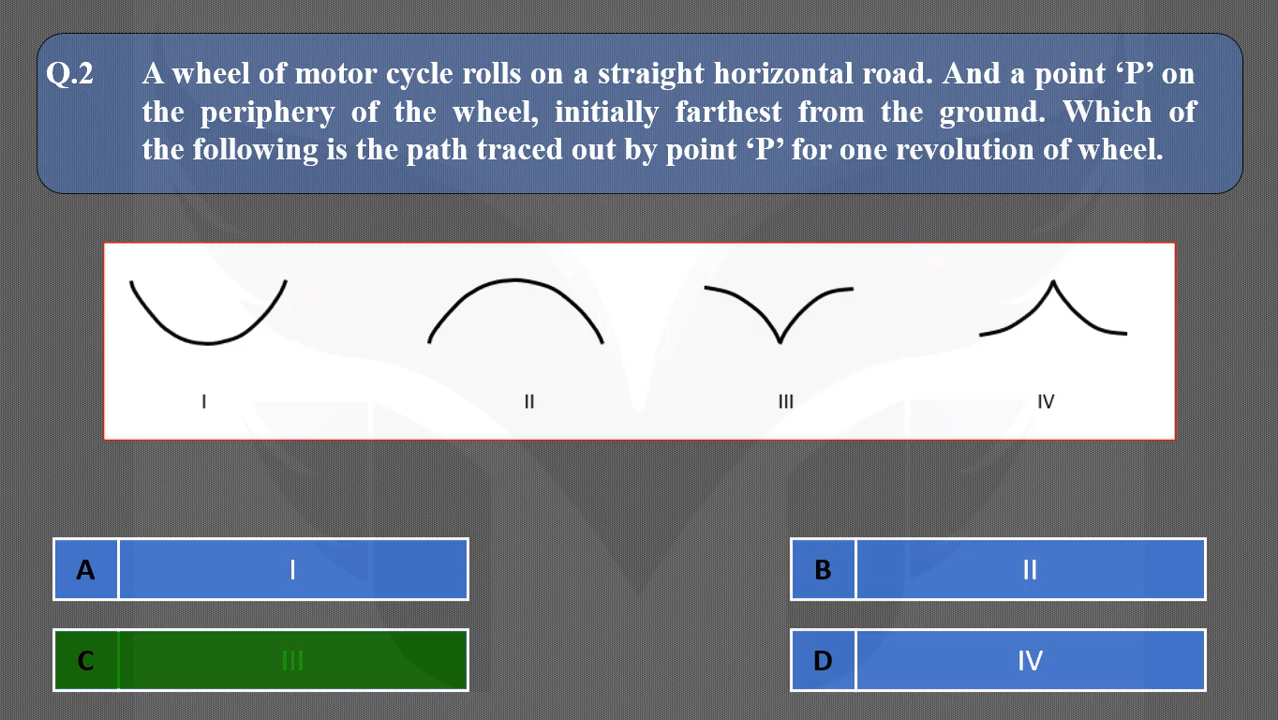 Q.2 A wheel of motor cycle rolls on a straight horizontal road. And a point ‘P’ on
the periphery of the wheel, initially farthest from the ground. Which of
the following is the path traced out by point ‘P’ for one revolution of wheel.
I II III IV
A I
B II
C III
D IV